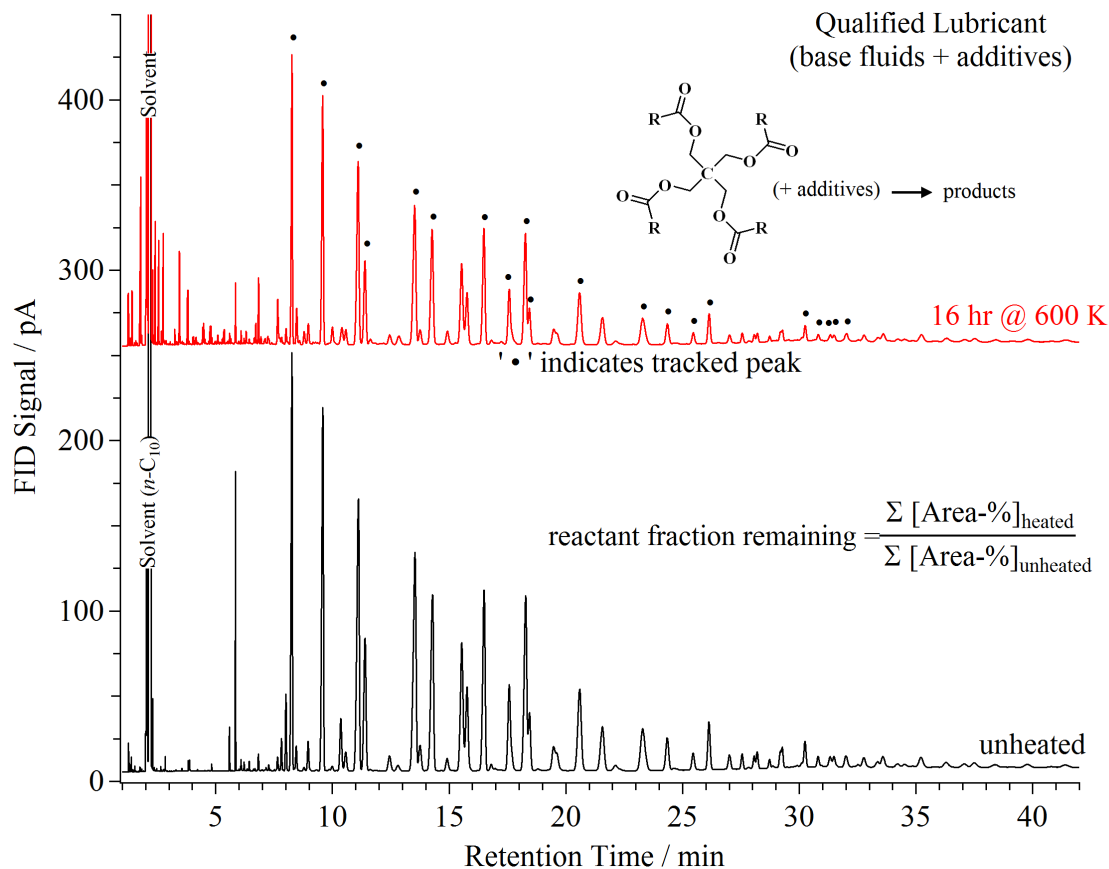 Qualified Lubricant
(base fluids + additives)
400
300
200
100
0
FID Signal / pA
Solvent
Solvent (n-C10)
O
R
O
R
O
O
C
O
O
R
O
R
O
(+ additives) → products
16 hr @ 600 K
' • ' indicates tracked peak
reactant fraction remaining = Σ [Area-%]heated
Σ [Area-%]unheated
unheated
5 10 15 20 25 30 35 40
Retention Time / min